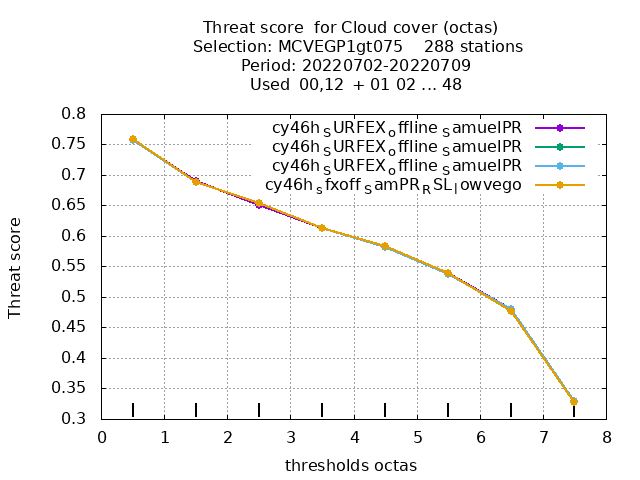 Threat score for Cloud cover (octas)
Selection: MCVEGP1gt075 288 stations
Period: 20220702-20220709
Used 00,12 + 01 02 ... 48
cy46h_SURFEX_offline_SamuelPR
cy46h_SURFEX_offline_SamuelPR
cy46h_SURFEX_offline_SamuelPR
cy46h_sfxoff_SamPR_RSL_lowvego
Threat score
0.8
0.75
0.7
0.65
0.6
0.55
0.5
0.45
0.4
0.35
0.3
0 1 2 3 4 5 6 7 8
thresholds octas